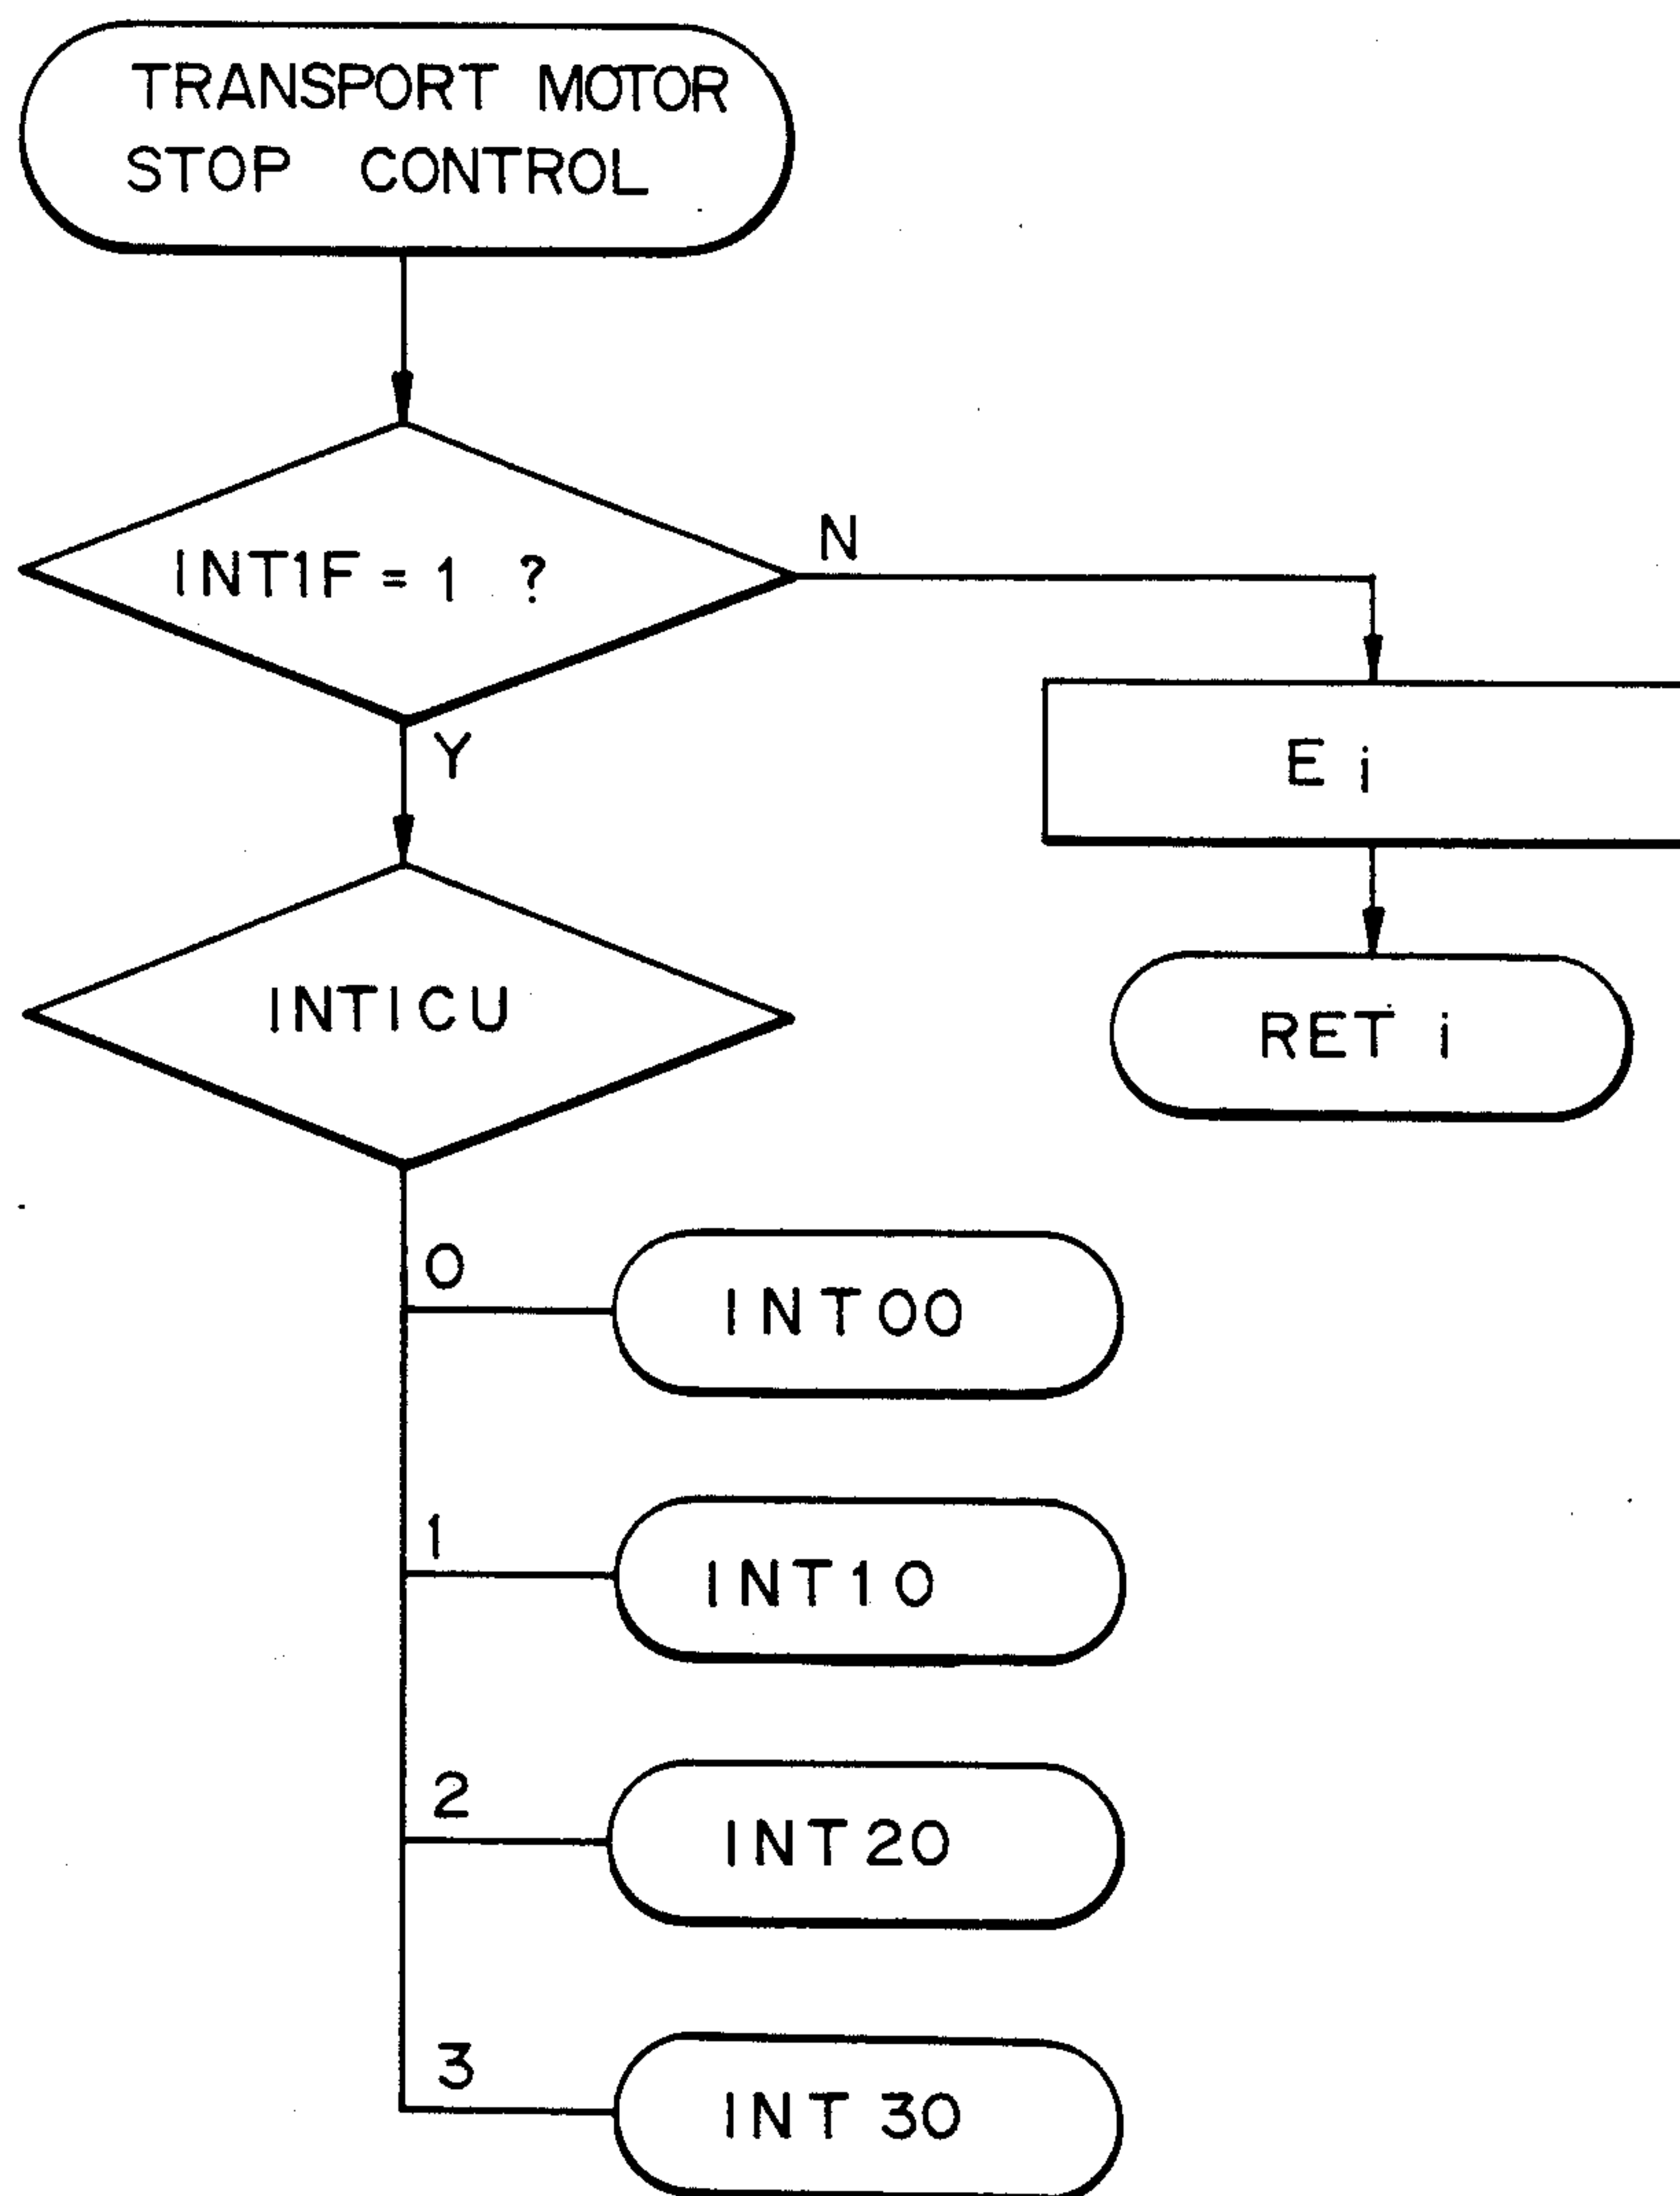 TRANSPORT MOTOR
STOP CONTROL
INT1F = 1 ?
N
Y
E i
INTICU
RET i
0
INT00
1
INT10
2
INT20
3
INT 30